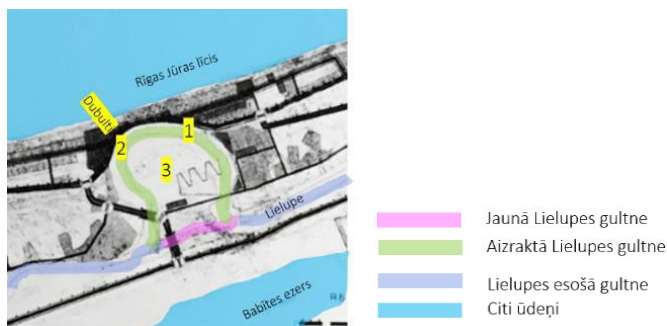 Rīgas Jūras līcis
Dubulti
1
2
3
Lielupe
Babītes ezers
Jaunā Lielupes gultne
Aizraktā Lielupes gultne
Lielupes esošā gultne
Citi ūdeņi